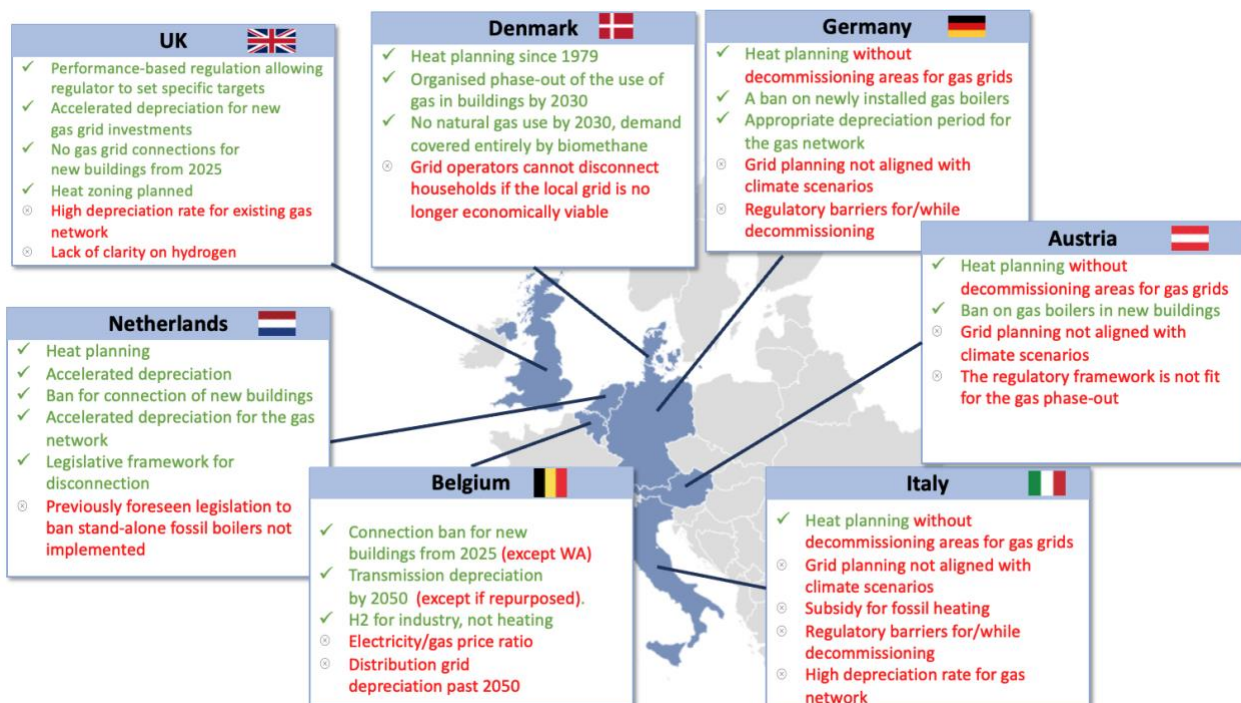 UK
✓ Performance-based regulation allowing
regulator to set specific targets
✓ Accelerated depreciation for new
gas grid investments
✓ No gas grid connections for
new buildings from 2025
✓ Heat zoning planned
⊗ High depreciation rate for existing gas
network
⊗ Lack of clarity on hydrogen
Denmark
✓ Heat planning since 1979
✓ Organised phase-out of the use of
gas in buildings by 2030
✓ No natural gas use by 2030, demand
covered entirely by biomethane
⊗ Grid operators cannot disconnect
households if the local grid is no
longer economically viable
Germany
✓ Heat planning without
decommissioning areas for gas grids
✓ A ban on newly installed gas boilers
✓ Appropriate depreciation period for
the gas network
⊗ Grid planning not aligned with
climate scenarios
⊗ Regulatory barriers for/while
decommissioning
Austria
✓ Heat planning without
decommissioning areas for gas grids
✓ Ban on gas boilers in new buildings
⊗ Grid planning not aligned with
climate scenarios
⊗ The regulatory framework is not fit
for the gas phase-out
Netherlands
✓ Heat planning
✓ Accelerated depreciation
✓ Ban for connection of new buildings
✓ Accelerated depreciation for the gas
network
✓ Legislative framework for
disconnection
⊗ Previously foreseen legislation to
ban stand-alone fossil boilers not
implemented
Belgium
✓ Connection ban for new
buildings from 2025 (except WA)
✓ Transmission depreciation
by 2050 (except if repurposed).
✓ H2 for industry, not heating
⊗ Electricity/gas price ratio
⊗ Distribution grid
depreciation past 2050
Italy
✓ Heat planning without
decommissioning areas for gas grids
⊗ Grid planning not aligned with
climate scenarios
⊗ Subsidy for fossil heating
⊗ Regulatory barriers for/while
decommissioning
⊗ High depreciation rate for gas
network